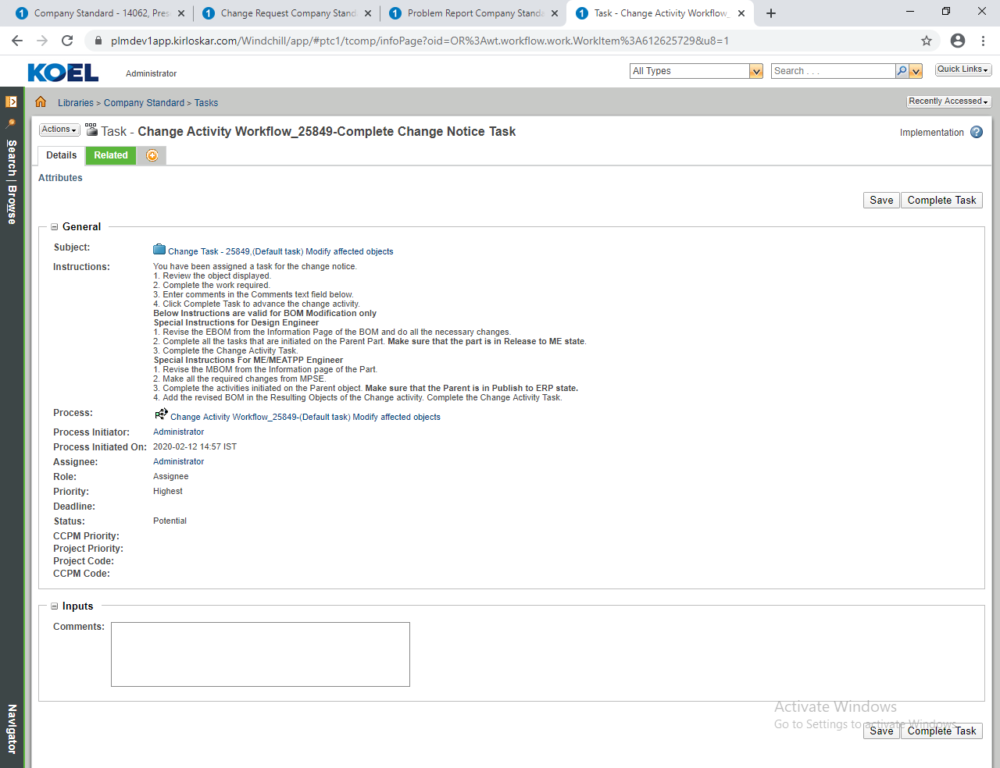 Company Standard - 14062, Pres
Change Request Company Stand
Problem Report Company Standa
Task - Change Activity Workflow_
plmdev1app.kirloskar.com/Windchill/app/#ptc1/tcomp/infoPage?oid=OR%3Awt.workflow.work.WorkItem%3A612625729&u8=1
KOEL
Administrator
All Types
Search . . .
Quick Links
Libraries > Company Standard > Tasks
Recently Accessed
Actions
Task - Change Activity Workflow_25849-Complete Change Notice Task
Implementation
Details
Related
Attributes
Save
Complete Task
Search | Browse
General
Subject:
Change Task - 25849,(Default task) Modify affected objects
Instructions:
You have been assigned a task for the change notice.
1. Review the object displayed.
2. Complete the work required.
3. Enter comments in the Comments text field below.
4. Click Complete Task to advance the change activity.
Below Instructions are valid for BOM Modification only
Special Instructions for Design Engineer
1. Revise the EBOM from the Information Page of the BOM and do all the necessary changes.
2. Complete all the tasks that are initiated on the Parent Part. Make sure that the part is in Release to ME state.
3. Complete the Change Activity Task.
Special Instructions For ME/MEATPP Engineer
1. Revise the MBOM from the Information page of the Part.
2. Make all the required changes from MPSE.
3. Complete the activities initiated on the Parent object. Make sure that the Parent is in Publish to ERP state.
4. Add the revised BOM in the Resulting Objects of the Change activity. Complete the Change Activity Task.
Process:
Change Activity Workflow_25849-(Default task) Modify affected objects
Process Initiator: Administrator
Process Initiated On: 2020-02-12 14:57 IST
Assignee: Administrator
Role: Assignee
Priority: Highest
Deadline:
Status: Potential
CCPM Priority:
Project Priority:
Project Code:
CCPM Code:
Inputs
Comments:
Navigator
Activate Windows
Go to Settings to activate Windows.
Save
Complete Task